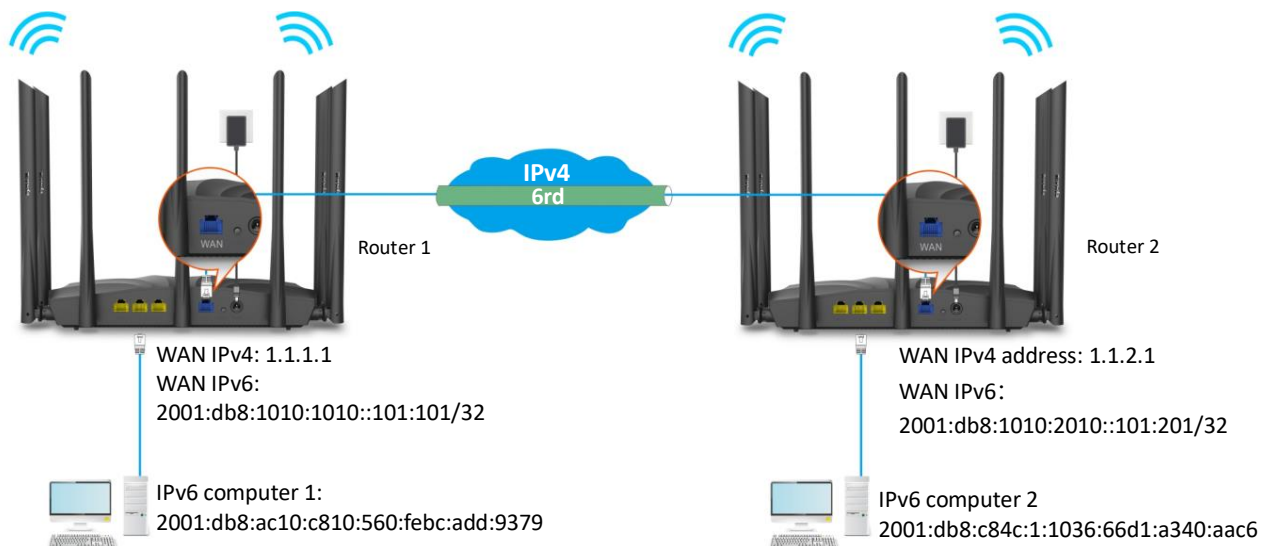 IPv4
6rd
WAN
Router 1
WAN
Router 2
WAN IPv4: 1.1.1.1
WAN IPv6:
2001:db8:1010:1010::101:101/32
WAN IPv4 address: 1.1.2.1
WAN IPv6：
2001:db8:1010:2010::101:201/32
IPv6 computer 1:
2001:db8:ac10:c810:560:febc:add:9379
IPv6 computer 2
2001:db8:c84c:1:1036:66d1:a340:aac6